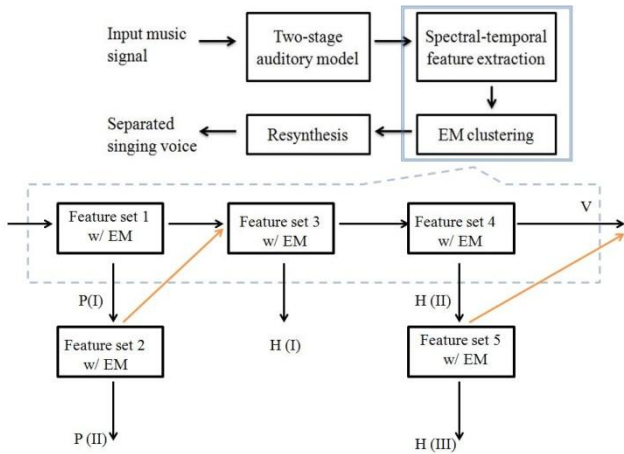 Input music
signal
Two-stage
auditory model
Spectral-temporal
feature extraction
Separated
singing voice
Resynthesis
EM clustering
Feature set 1
w/ EM
Feature set 3
w/ EM
Feature set 4
w/ EM
V
P(I)
H (II)
Feature set 2
w/ EM
H (I)
Feature set 5
w/ EM
P (II)
H (III)